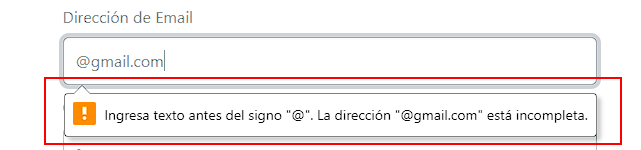 Dirección de Email
@gmail.com
Ingresa texto antes del signo "@". La dirección "@gmail.com" está incompleta.